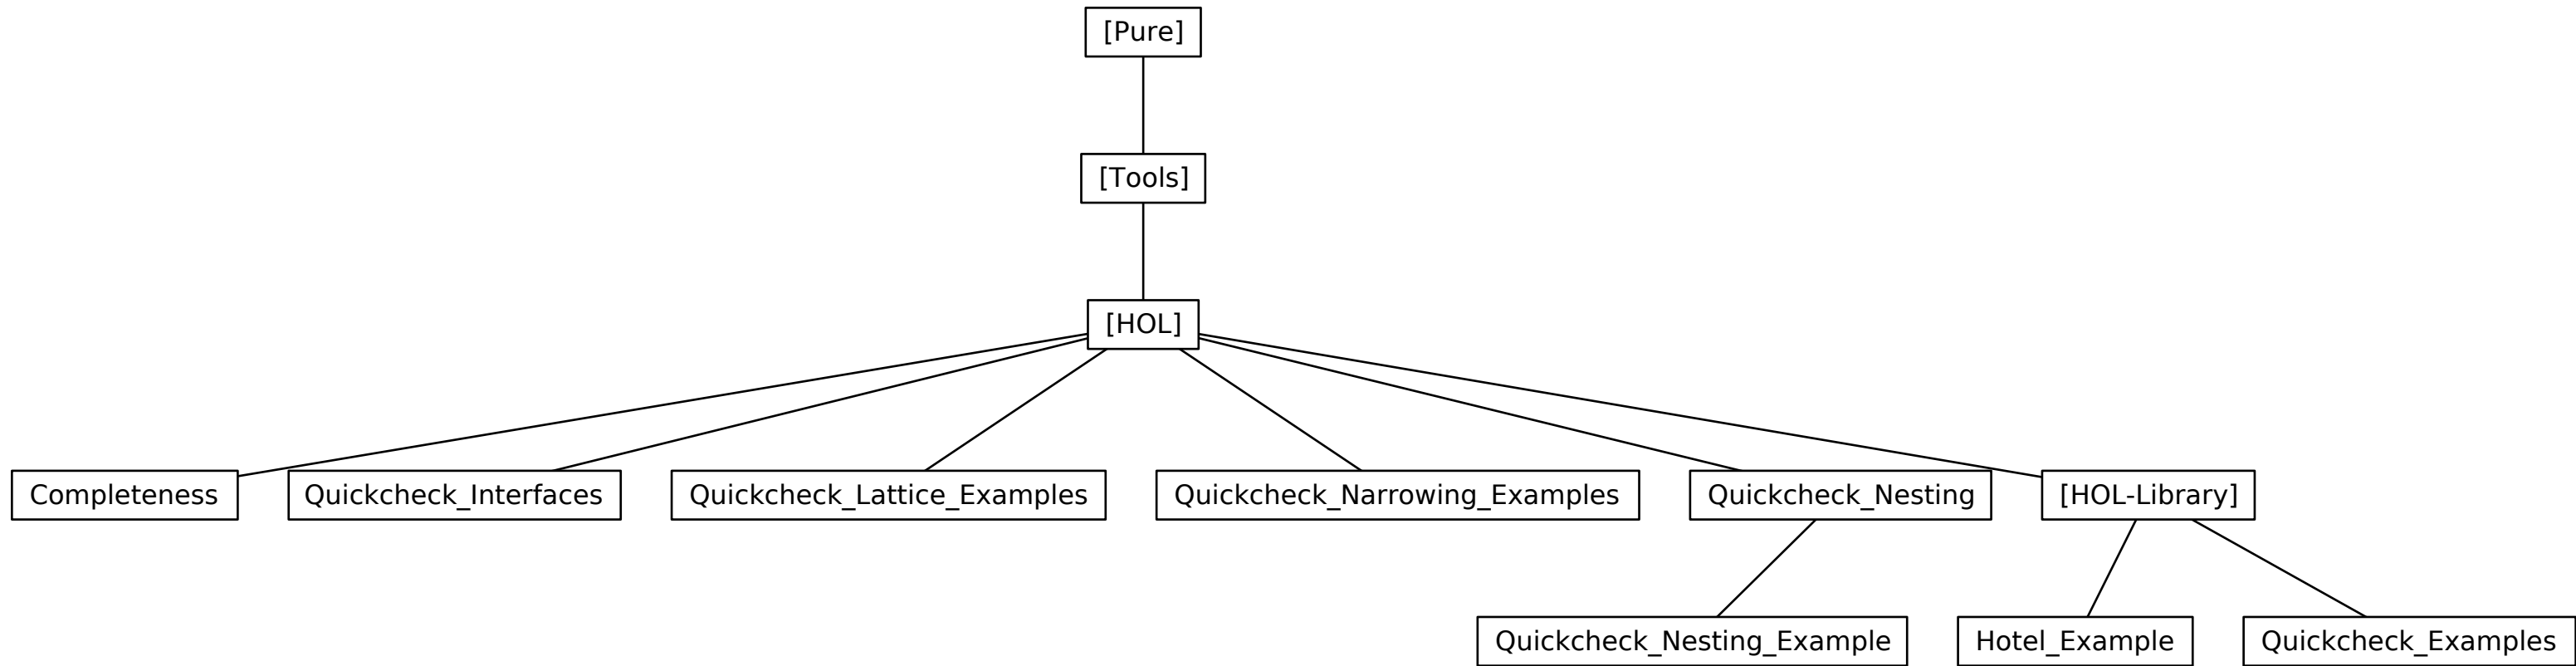 [Pure]
[Tools]
[HOL]
Completeness
Quickcheck_Interfaces
Quickcheck_Lattice_Examples
Quickcheck_Narrowing_Examples
Quickcheck_Nesting
[HOL-Library]
Quickcheck_Nesting_Example
Hotel_Example
Quickcheck_Examples